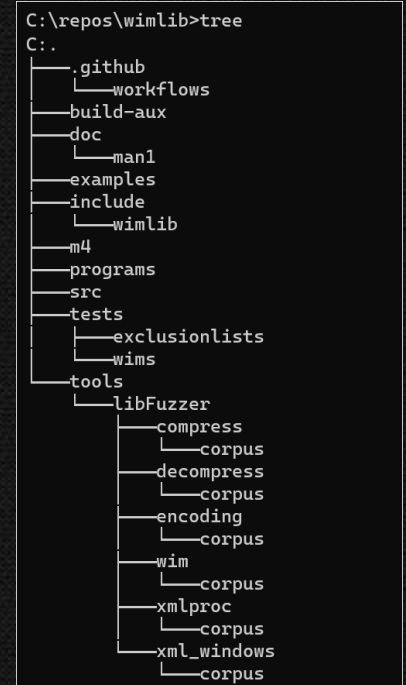 C:\repos\wimlib>tree
C:.
├───.github
│   └───workflows
├───build-aux
├───doc
│   └───man1
├───examples
├───include
│   └───wimlib
├───m4
├───programs
├───src
├───tests
│   ├───exclusionlists
│   └───wims
└───tools
    └───libFuzzer
        ├───compress
        │   └───corpus
        ├───decompress
        │   └───corpus
        ├───encoding
        │   └───corpus
        ├───wim
        │   └───corpus
        ├───xmlproc
        │   └───corpus
        └───xml_windows
            └───corpus